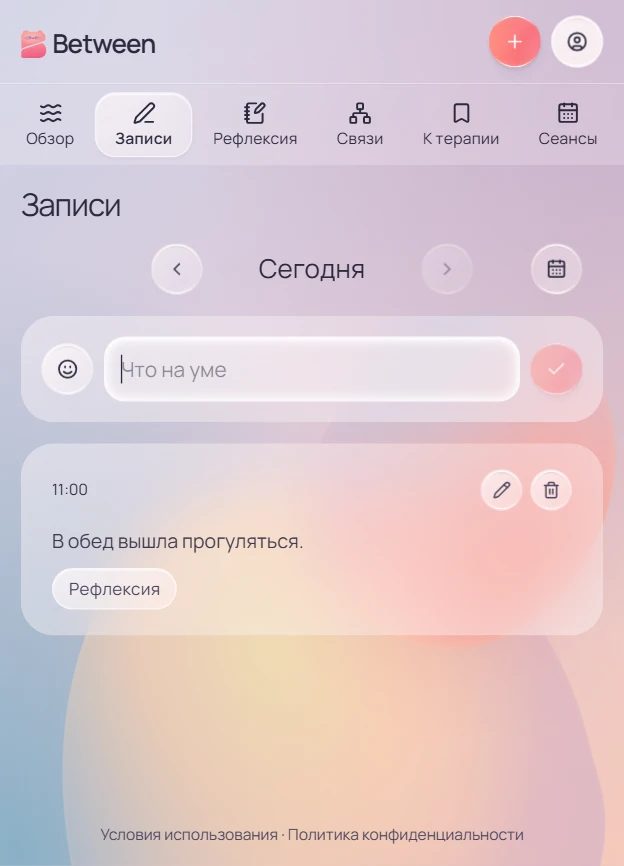 Between
Обзор
Записи
Рефлексия
Связи
К терапии
Сеансы
Записи
Сегодня
Что на уме
11:00
В обед вышла прогуляться.
Рефлексия
Условия использования · Политика конфиденциальности